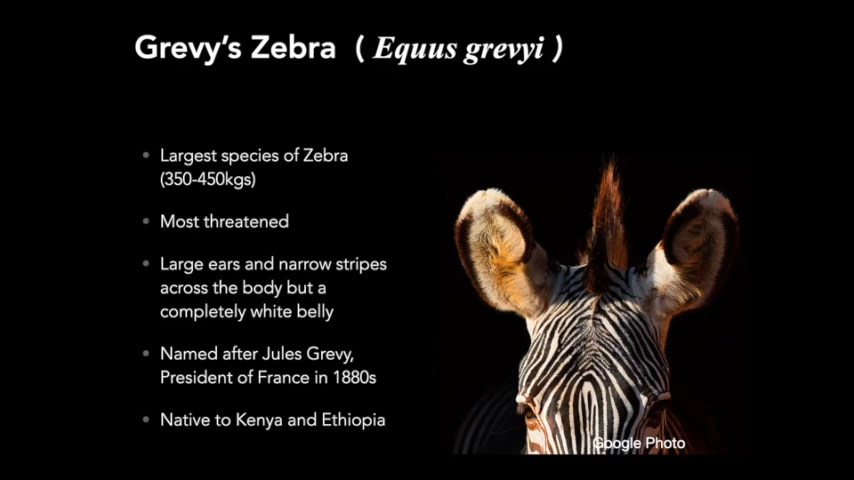 Grevy's Zebra ( Equus grevyi )
• Largest species of Zebra
(350-450kgs)
• Most threatened
• Large ears and narrow stripes
across the body but a
completely white belly
• Named after Jules Grevy,
President of France in 1880s
• Native to Kenya and Ethiopia
Google Photo